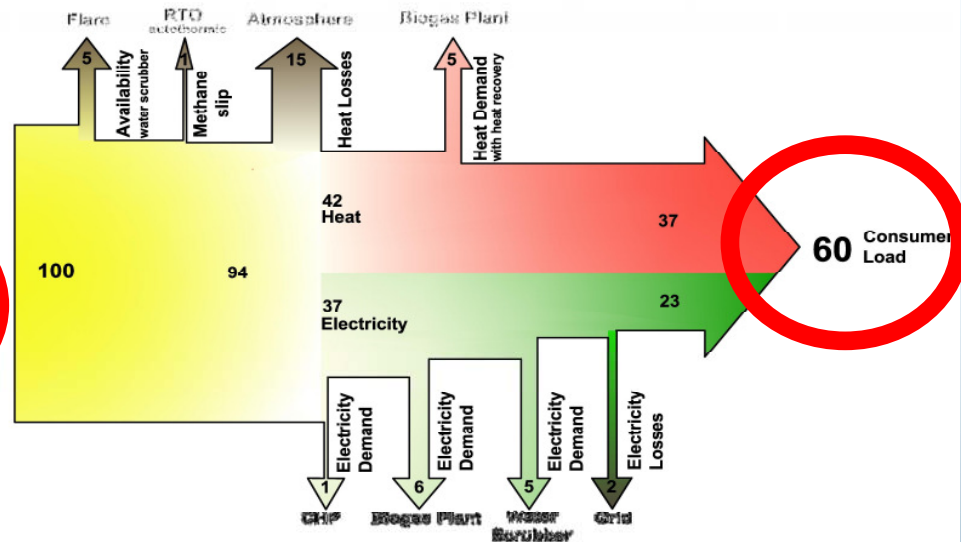 Flare
RTO
autothermic
Atmosphere
Biogas Plant
5
1
15
5
Availability
water scrubber
Methane
slip
Heat Losses
Heat Demand
with heat recovery
42
Heat
37
100
94
60
Consumer
Load
37
Electricity
23
Electricity
Demand
Electricity
Demand
Electricity
Demand
Electricity
Losses
1
6
5
2
CHP
Biogas Plant
Water
Scrubber
Grid